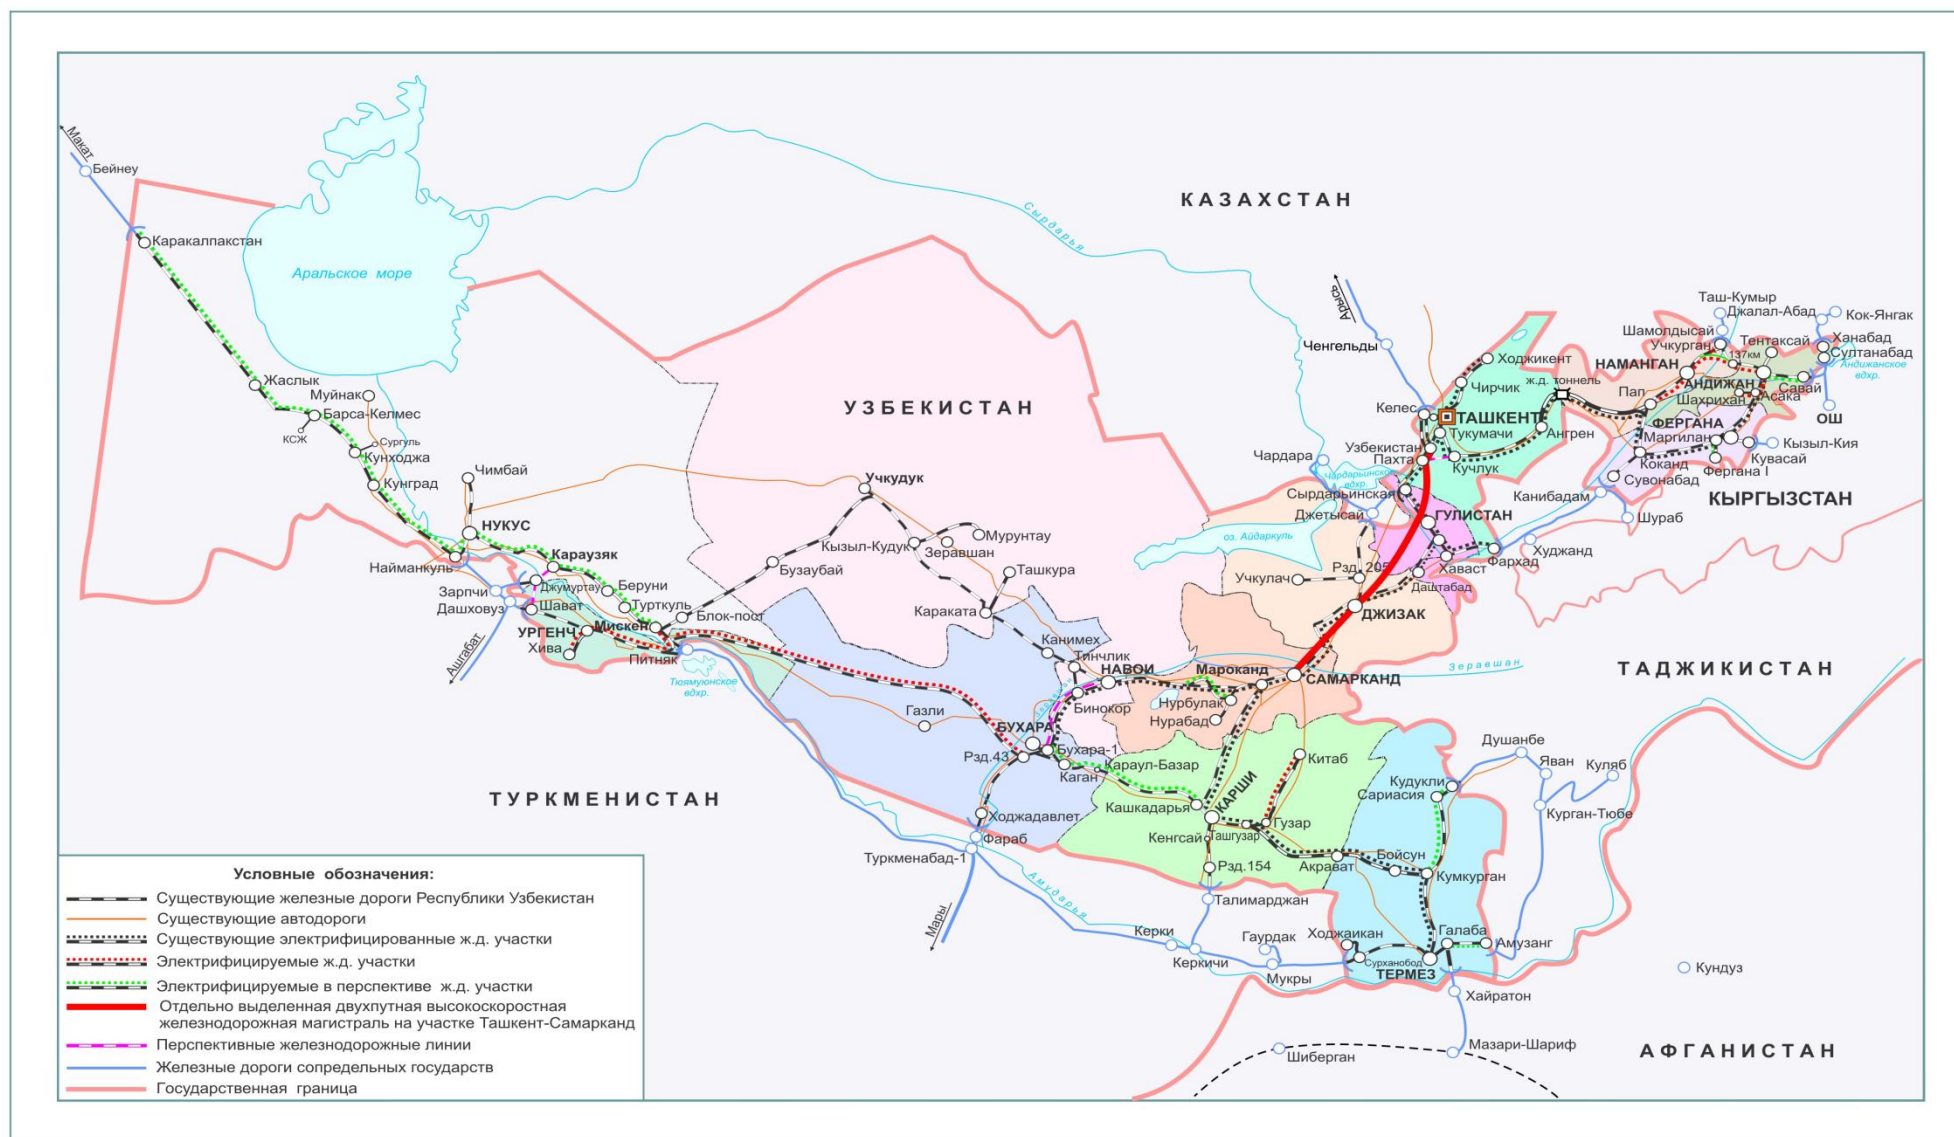 Макат
Бейнеу
Каракалпакстан
Аральское море
Сырдарья
КАЗАХСТАН
Арысь
Ченгельды
Жаслык
Муйнак
Барса-Келмес
КСЖ
Сургуль
Кунходжа
Кунград
Чимбай
НУКУС
Найманкуль
Караузяк
Зарпчи
Дашховуз
Джумуртау
Беруни
Шават
Турткуль
УРГЕНЧ
Мискен
Хива
Питняк
Ашгабат
Тюямуюнское
вдхр.
Блок-пост
УЗБЕКИСТАН
Учкудук
Бузаубай
Кызыл-Кудук
Зеравшан
Мурунтау
Ташкура
Караката
Канимех
Тинчлик
НАВОИ
Бинокор
Мароканд
Нурбулак
Нурабад
САМАРКАНД
Зеравшан
Газли
БУХАРА
Бухара-1
Рзд.43
Каган
Караул-Базар
Кашкадарья
Ходжадавлет
Фараб
Туркменабад-1
Мары
ТУРКМЕНИСТАН
Амударья
КАРШИ
Кенгсай
Ташгузар
Гузар
Китаб
Рзд.154
Талимарджан
Керки
Керкичи
Гаурдак
Мукры
Ходжаикан
Сурханобод
ТЕРМЕЗ
Галаба
Амузанг
Хайратон
Мазари-Шариф
Шиберган
Кундуз
АФГАНИСТАН
Акрават
Бойсун
Кумкурган
Кудукли
Сариасия
Душанбе
Яван
Куляб
Курган-Тюбе
ТАДЖИКИСТАН
Ходжикент
Чирчик
Келес
ТАШКЕНТ
Тукумачи
Узбекистан
Пахта
Кучлук
Ангрен
ж.д. тоннель
Чардара
Чардарьинское
вдхр.
Сырдарьинская
Джетысай
ГУЛИСТАН
оз. Айдаркуль
Учкулач
Рзд. 205
Хаваст
Фархад
Даштабад
ДЖИЗАК
Худжанд
Канибадам
Шураб
Таш-Кумыр
Джалал-Абад
Кок-Янгак
Шамолдысай
Учкурган
Тентаксай
Ханабад
Султанабад
137км
НАМАНГАН
Андижанское
вдхр.
АНДИЖАН
Савай
Пап
Шахрихан
Асака
ОШ
ФЕРГАНА
Маргилан
Кызыл-Кия
Кувасай
Коканд
Фергана I
Сувонабад
КЫРГЫЗСТАН
Условные обозначения:
Существующие железные дороги Республики Узбекистан
Существующие автодороги
Существующие электрифицированные ж.д. участки
Электрифицируемые ж.д. участки
Электрифицируемые в перспективе ж.д. участки
Отдельно выделенная двухпутная высокоскоростная
железнодорожная магистраль на участке Ташкент-Самарканд
Перспективные железнодорожные линии
Железные дороги сопредельных государств
Государственная граница